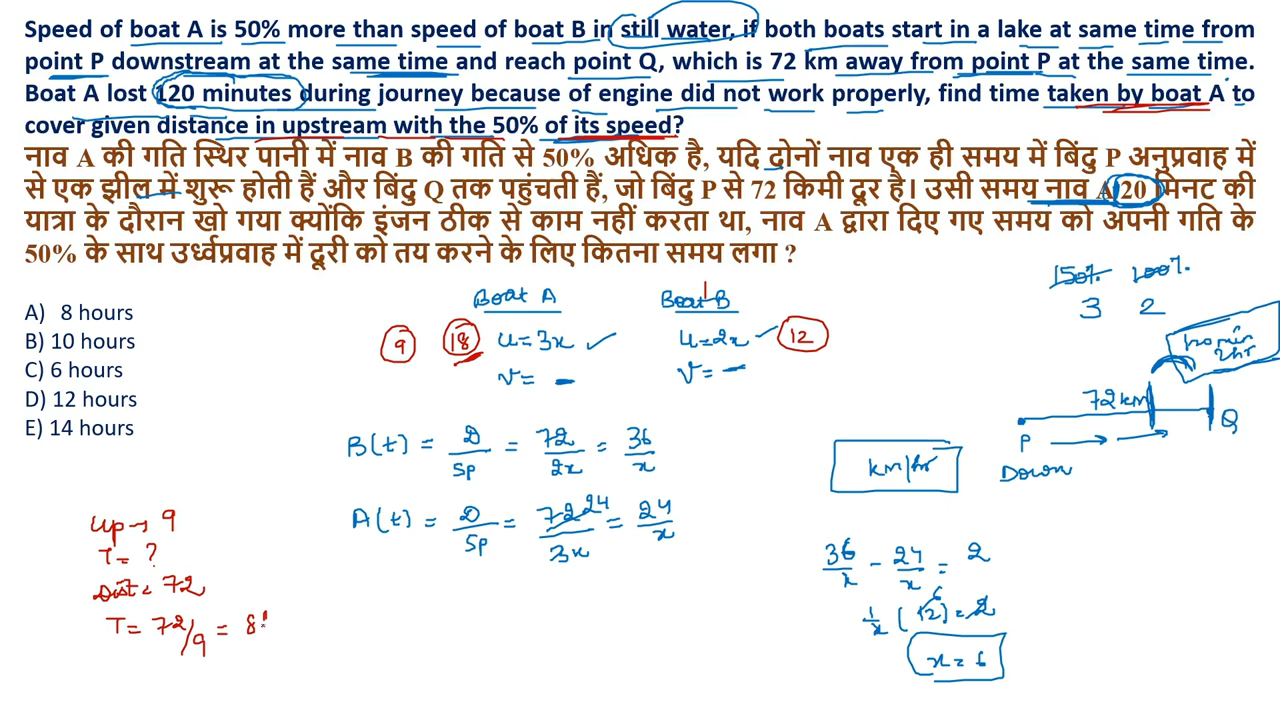 Speed of boat A is 50% more than speed of boat B in still water, if both boats start in a lake at same time from
point P downstream at the same time and reach point Q, which is 72 km away from point P at the same time.
Boat A lost 120 minutes during journey because of engine did not work properly, find time taken by boat A to
cover given distance in upstream with the 50% of its speed?
नाव A की गति स्थिर पानी में नाव B की गति से 50% अधिक है, यदि दोनों नाव एक ही समय में बिंदु P अनुप्रवाह में
से एक झील में शुरू होती हैं और बिंदु Q तक पहुंचती हैं, जो बिंदु P से 72 किमी दूर है। उसी समय नाव A 120 मिनट की
यात्रा के दौरान खो गया क्योंकि इंजन ठीक से काम नहीं करता था, नाव A द्वारा दिए गए समय को अपनी गति के
50% के साथ उर्ध्वप्रवाह में दूरी को तय करने के लिए कितना समय लगा ?
150% 100%
3 2
A) 8 hours
B) 10 hours
C) 6 hours
D) 12 hours
E) 14 hours
Boat A Boat B
9 18 u=3x u=2x 12
v= - v= -
120 min
2hr
72 km
P Q
Down
B(t) = D/SP = 72/2x = 36/x
km/hr
A(t) = D/SP = 72 24/3x = 24/x
up → 9
T= ?
Dist = 72
T= 72/9 = 8
36/x - 24/x = 2
1/x (12) 6 = 2
x = 6